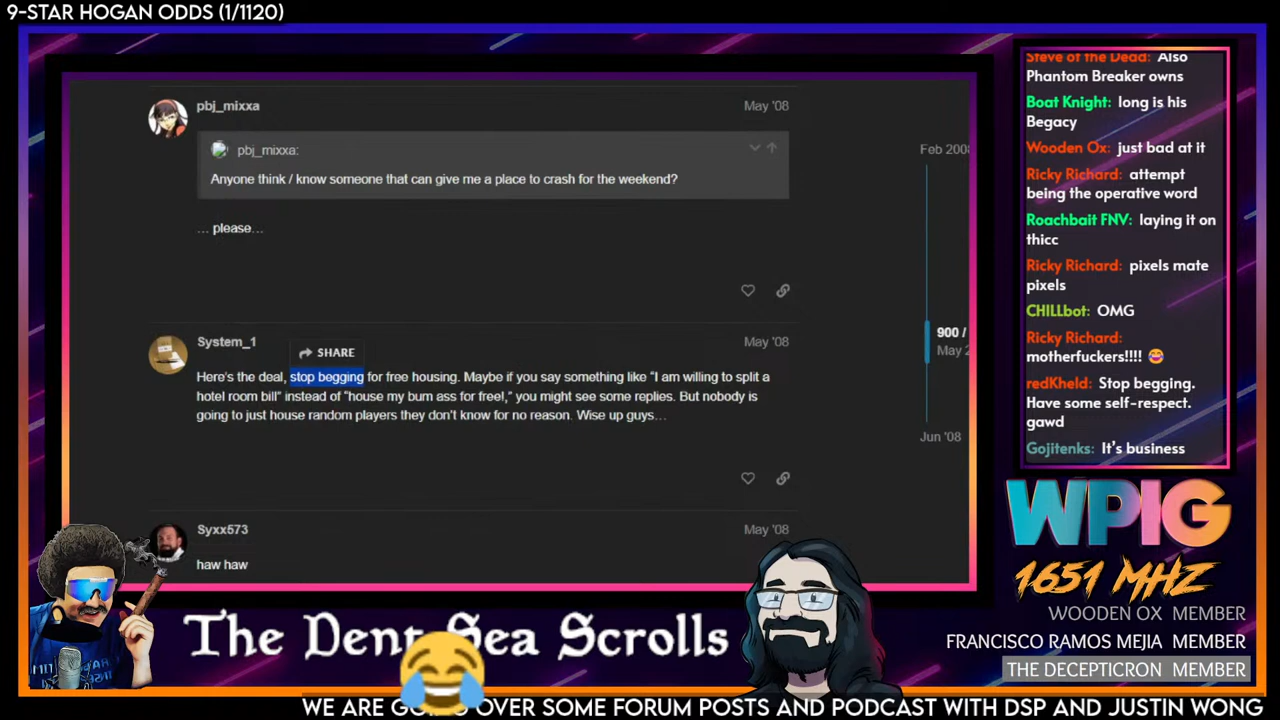 9-STAR HOGAN ODDS (1/1120)
pbj_mixxa
May '08
pbj_mixxa:
Anyone think / know someone that can give me a place to crash for the weekend?
… please…
System_1
May '08
SHARE
Here's the deal, stop begging for free housing. Maybe if you say something like “I am willing to split a
hotel room bill” instead of “house my bum ass for free!,” you might see some replies. But nobody is
going to just house random players they don't know for no reason. Wise up guys…
Syxx573
May '08
haw haw
Feb 2008
900 /
May 2
Jun '08
Steve of the Dead: Also
Phantom Breaker owns
Boat Knight: long is his
Begacy
Wooden Ox: just bad at it
Ricky Richard: attempt
being the operative word
Roachbait FNV: laying it on
thicc
Ricky Richard: pixels mate
pixels
CHILLbot: OMG
Ricky Richard:
motherfuckers!!!! 😂
redKheld: Stop begging.
Have some self-respect.
gawd
Gojitenks: It's business
WPIG
1651 MHZ
WOODEN OX MEMBER
FRANCISCO RAMOS MEJIA MEMBER
THE DECEPTICRON MEMBER
The Dent Sea Scrolls
WE ARE OVER SOME FORUM POSTS AND PODCAST WITH DSP AND JUSTIN WONG